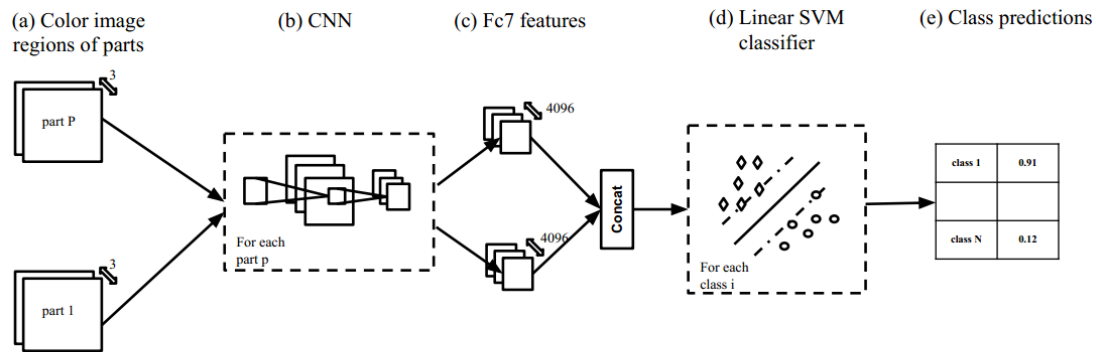 (a) Color image
regions of parts
(b) CNN
(c) Fc7 features
(d) Linear SVM
classifier
(e) Class predictions
3
part P
3
part 1
For each
part p
4096
4096
Concat
For each
class i
class 1 0.91
class N 0.12